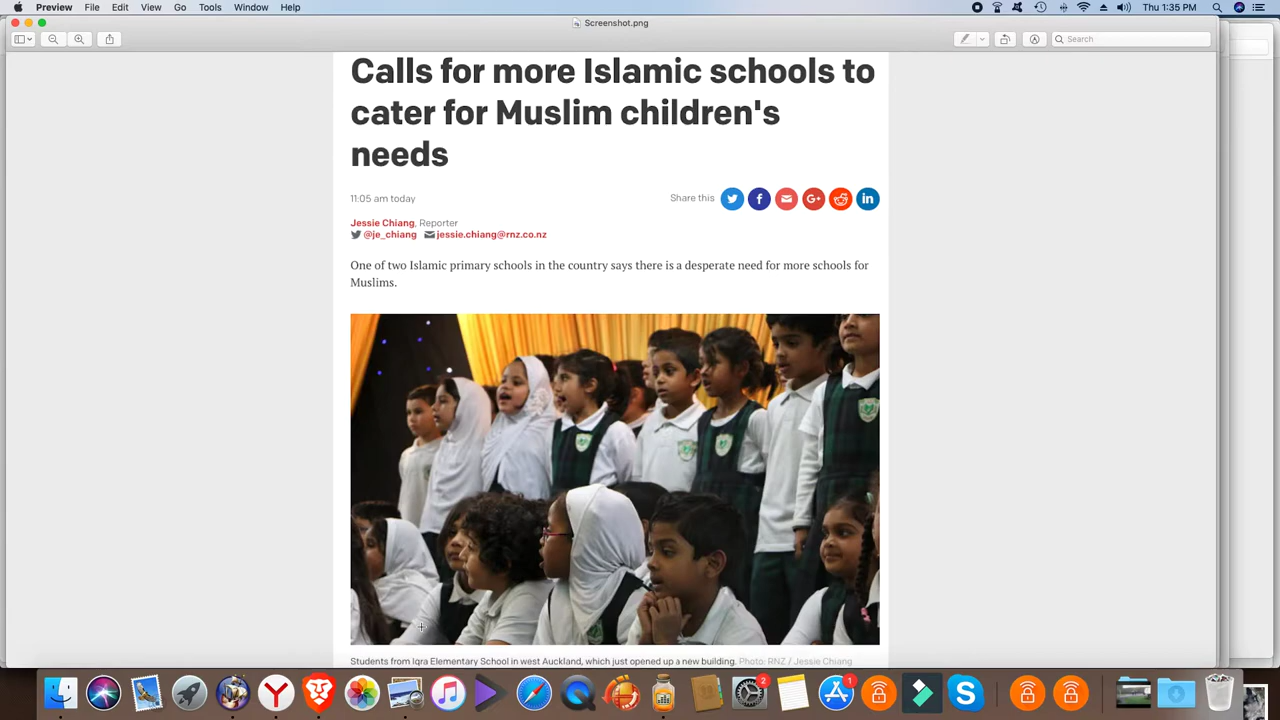 Preview File Edit View Go Tools Window Help Thu 1:35 PM
Screenshot.png
Search
Calls for more Islamic schools to
cater for Muslim children's
needs
11:05 am today
Share this
Jessie Chiang, Reporter
@je_chiang jessie.chiang@rnz.co.nz
One of two Islamic primary schools in the country says there is a desperate need for more schools for
Muslims.
Students from Iqra Elementary School in west Auckland, which just opened up a new building. Photo: RNZ / Jessie Chiang